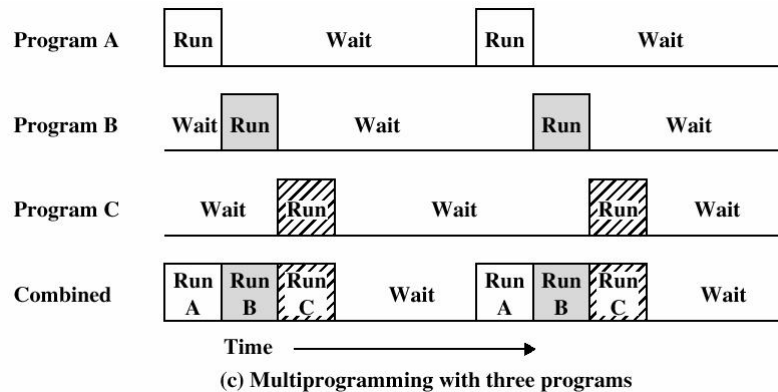 Program A Run Wait Run Wait
Program B Wait Run Wait Run Wait
Program C Wait Run Wait Run Wait
Combined Run A Run B Run C Wait Run A Run B Run C Wait
Time
(c) Multiprogramming with three programs